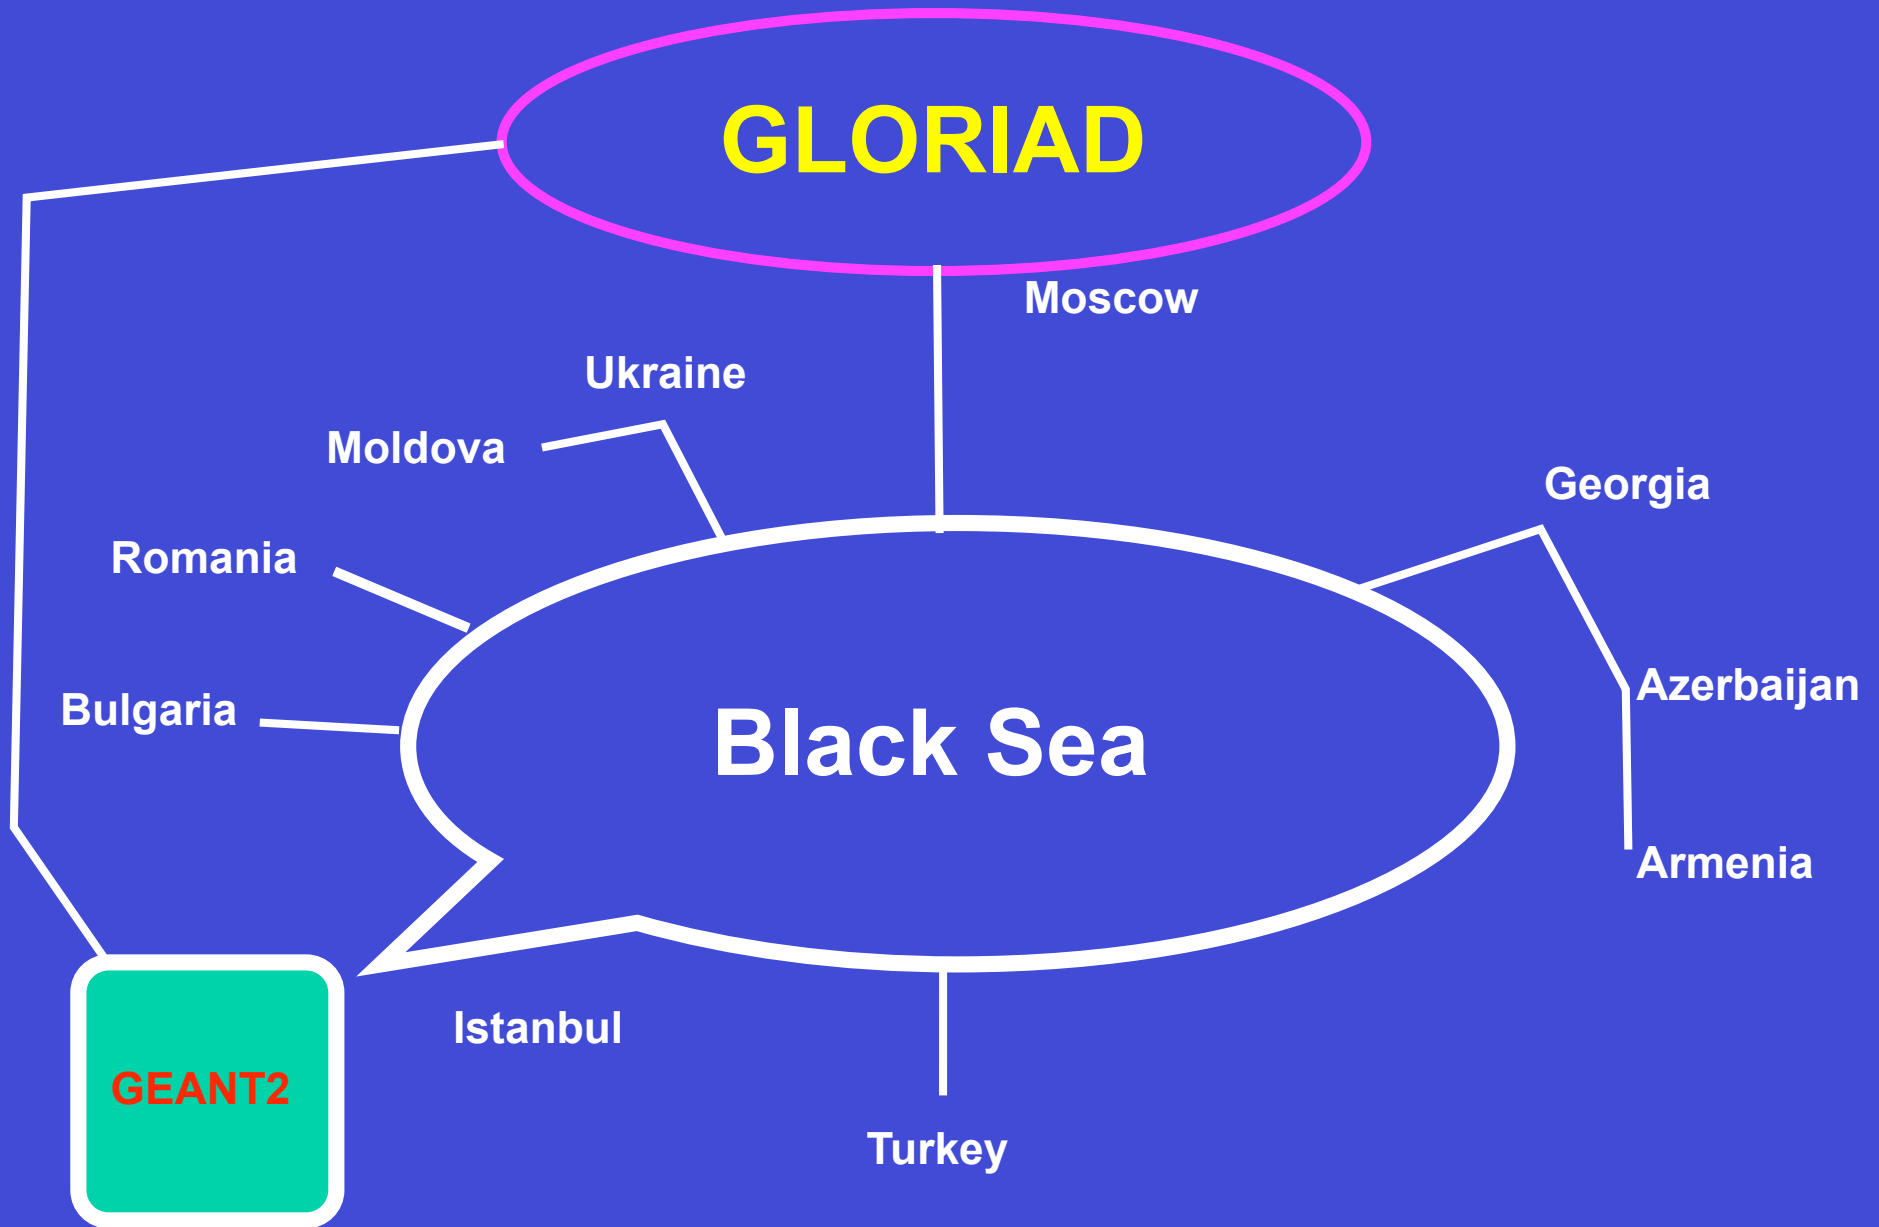 GLORIAD
Moscow
Ukraine
Moldova
Georgia
Romania
Azerbaijan
Bulgaria
Black Sea
Armenia
Istanbul
GEANT2
Turkey